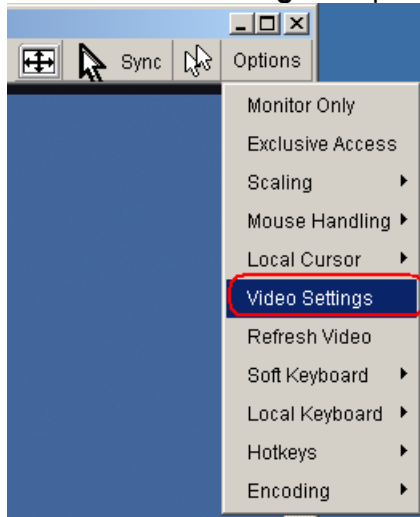 Sync Options
Monitor Only
Exclusive Access
Scaling
Mouse Handling
Local Cursor
Video Settings
Refresh Video
Soft Keyboard
Local Keyboard
Hotkeys
Encoding